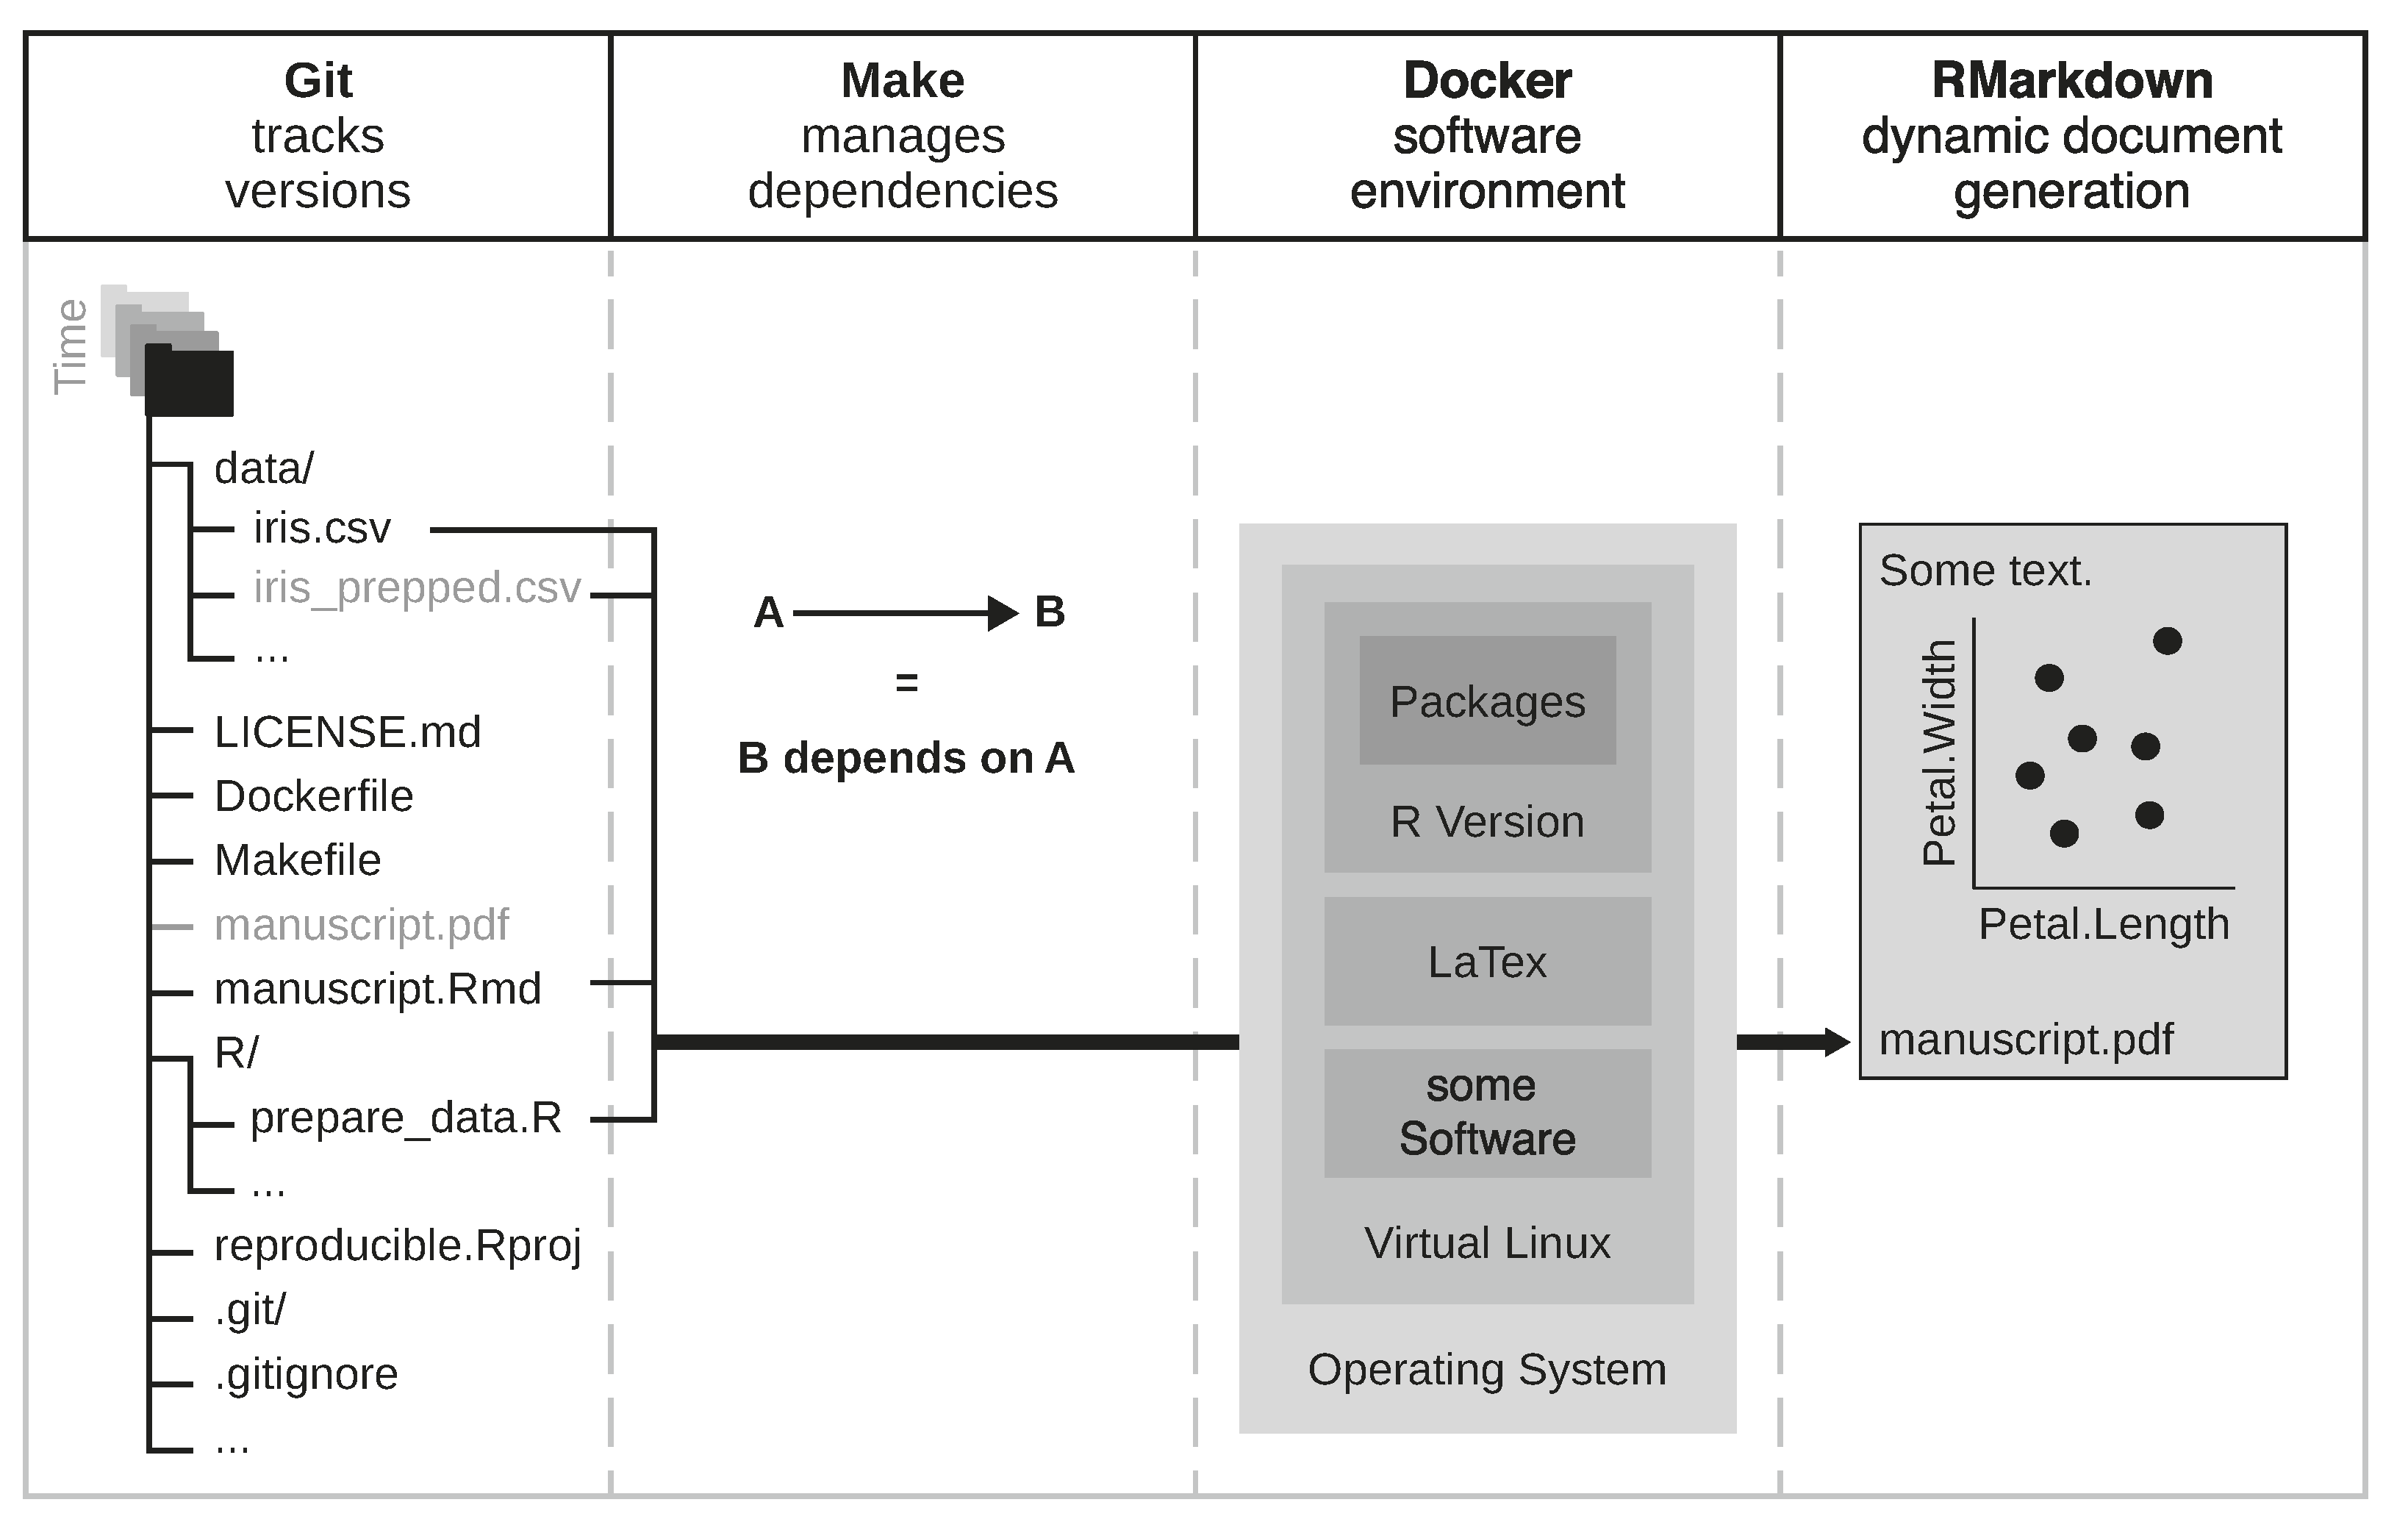 Git
tracks
versions
Make
manages
dependencies
Docker
software
environment
RMarkdown
dynamic document
generation
Time
data/
iris.csv
iris_prepped.csv
...
LICENSE.md
Dockerfile
Makefile
manuscript.pdf
manuscript.Rmd
R/
prepare_data.R
...
reproducible.Rproj
.git/
.gitignore
...
A B
=
B depends on A
Packages
R Version
LaTex
some
Software
Virtual Linux
Operating System
Some text.
Petal.Width
Petal.Length
manuscript.pdf